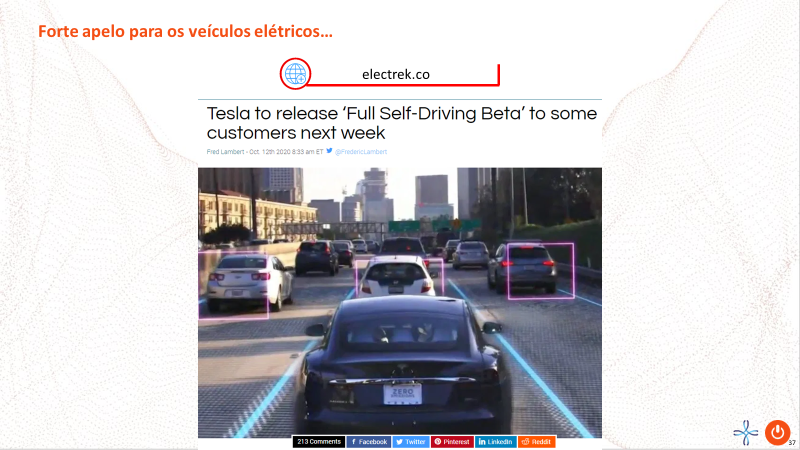 Forte apelo para os veículos elétricos...
electrek.co
Tesla to release ‘Full Self-Driving Beta’ to some
customers next week
Fred Lambert - Oct. 12th 2020 8:33 am ET @FredericLambert
ZERO
213 Comments Facebook Twitter Pinterest LinkedIn Reddit
37